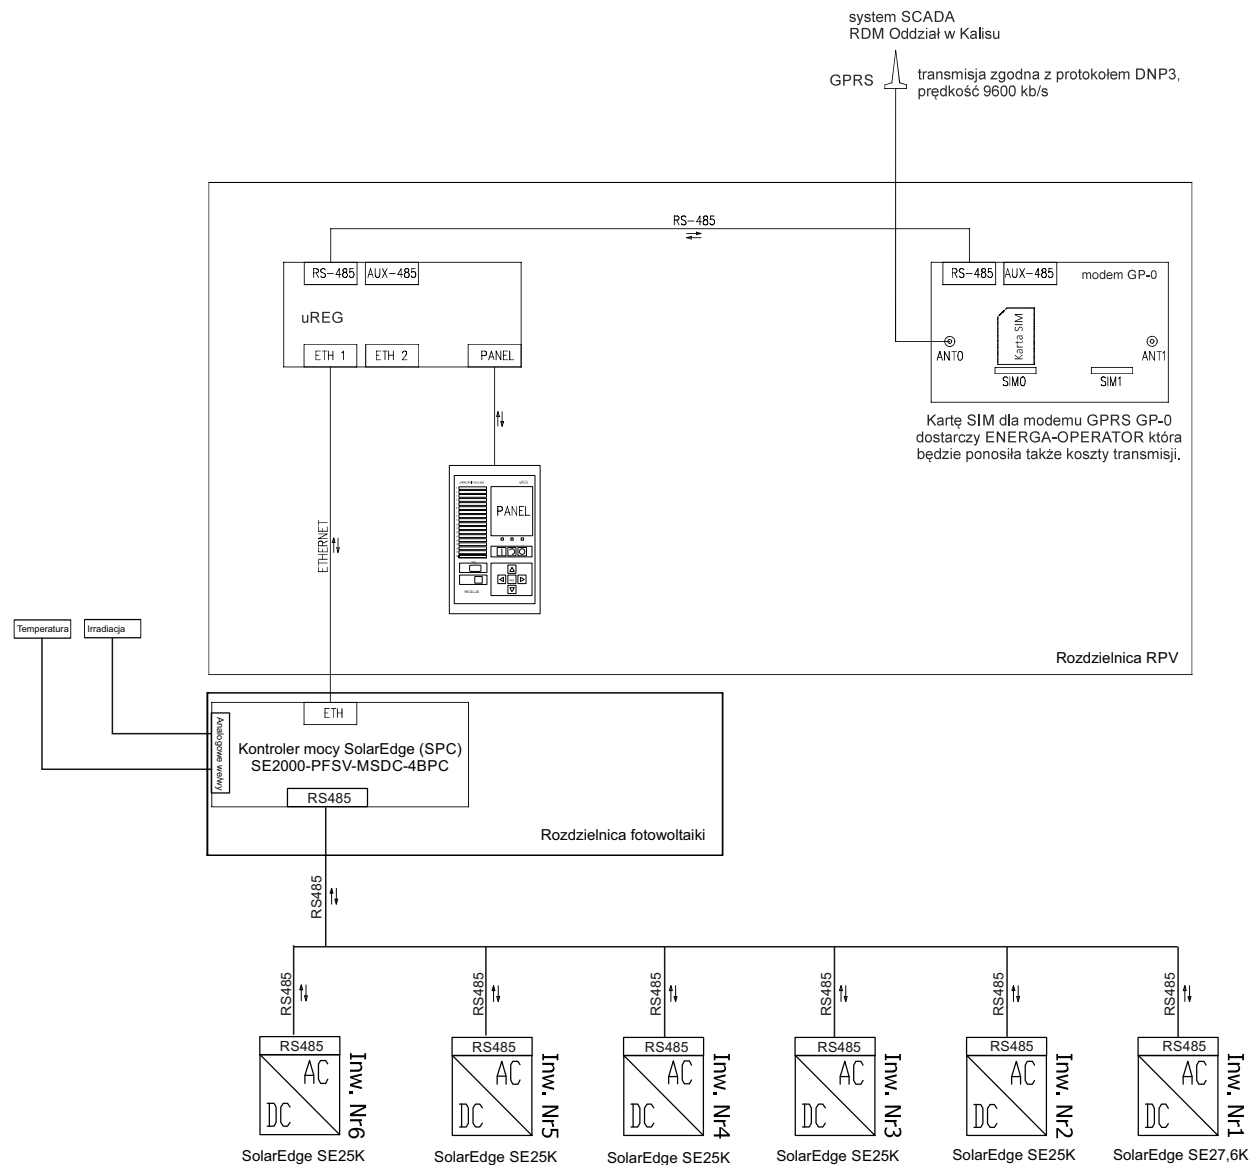 system SCADA
RDM Oddział w Kalisu
GPRS
transmisja zgodna z protokołem DNP3,
prędkość 9600 kb/s
RS-485
RS-485
AUX-485
uREG
ETH 1
ETH 2
PANEL
RS-485
AUX-485
modem GP-0
Karta SIM
ANT0
ANT1
SIM0
SIM1
Kartę SIM dla modemu GPRS GP-0
dostarczy ENERGA-OPERATOR która
będzie ponosiła także koszty transmisji.
uREG
PANEL
ETHERNET
Temperatura
Irradiacja
Rozdzielnica RPV
ETH
Analogowe we/wy
Kontroler mocy SolarEdge (SPC)
SE2000-PFSV-MSDC-4BPC
RS485
Rozdzielnica fotowoltaiki
RS485
RS485
RS485
RS485
RS485
RS485
RS485
RS485
AC
DC
Inw. Nr6
SolarEdge SE25K
RS485
AC
DC
Inw. Nr5
SolarEdge SE25K
RS485
AC
DC
Inw. Nr4
SolarEdge SE25K
RS485
AC
DC
Inw. Nr3
SolarEdge SE25K
RS485
AC
DC
Inw. Nr2
SolarEdge SE25K
RS485
AC
DC
Inw. Nr1
SolarEdge SE27,6K